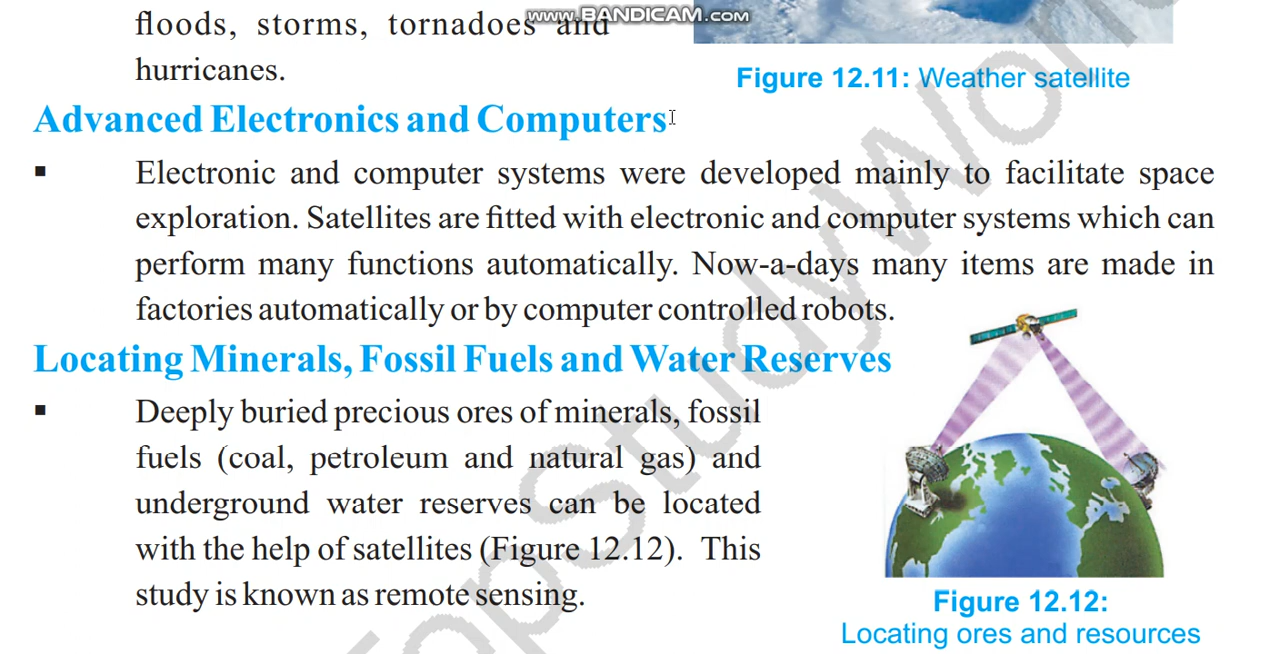 www.BANDICAM.com
floods, storms, tornadoes and
hurricanes.
Figure 12.11: Weather satellite
Advanced Electronics and Computers
▪ Electronic and computer systems were developed mainly to facilitate space
exploration. Satellites are fitted with electronic and computer systems which can
perform many functions automatically. Now-a-days many items are made in
factories automatically or by computer controlled robots.
Locating Minerals, Fossil Fuels and Water Reserves
▪ Deeply buried precious ores of minerals, fossil
fuels (coal, petroleum and natural gas) and
underground water reserves can be located
with the help of satellites (Figure 12.12). This
study is known as remote sensing.
Figure 12.12:
Locating ores and resources